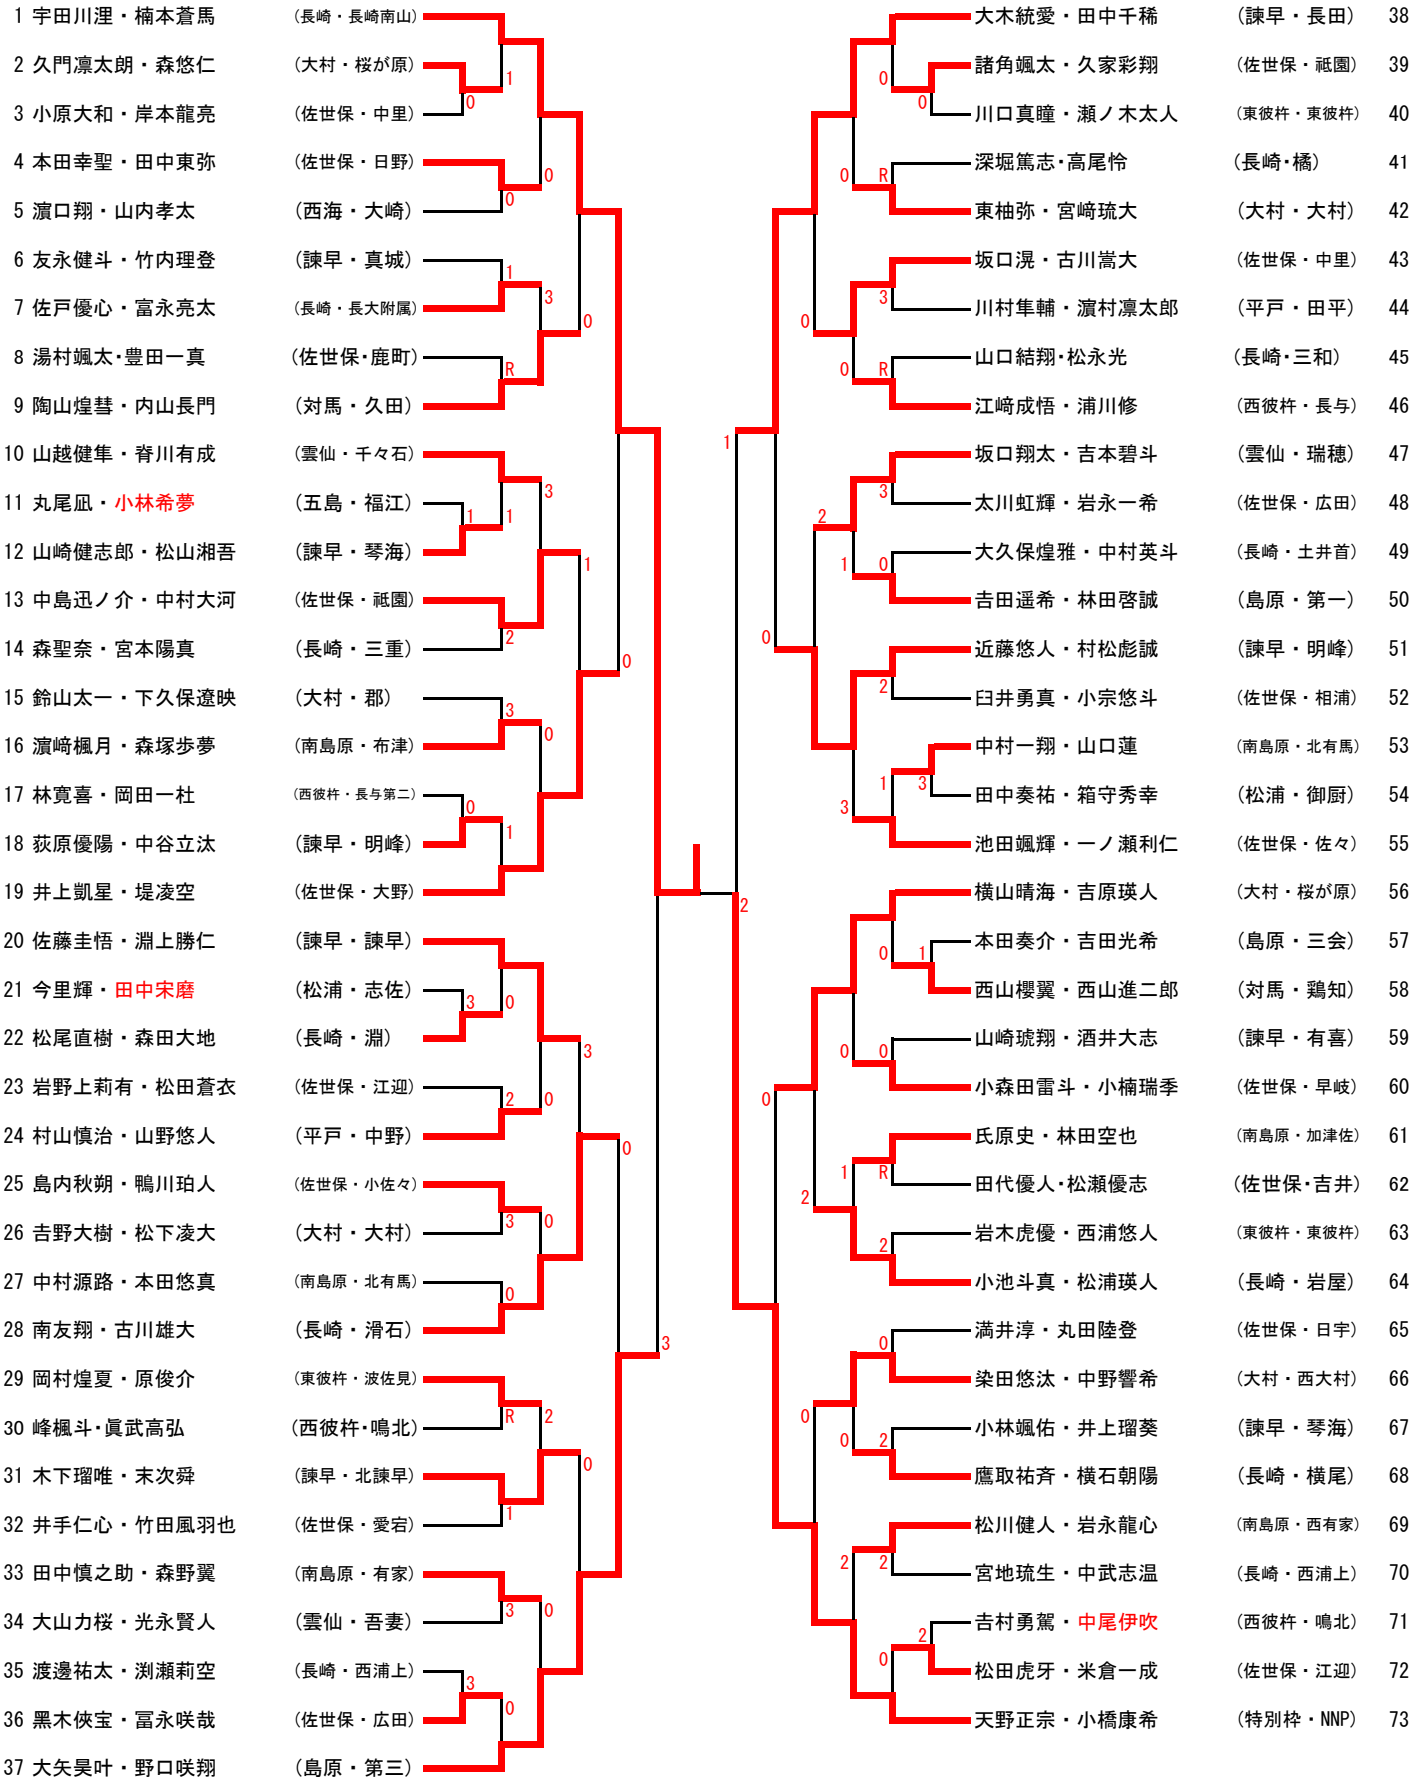 1 宇田川浬・楠本蒼馬 (長崎・長崎南山)
2 久門凛太朗・森悠仁 (大村・桜が原)
3 小原大和・岸本龍亮 (佐世保・中里)
4 本田幸聖・田中東弥 (佐世保・日野)
5 濵口翔・山内孝太 (西海・大崎)
6 友永健斗・竹内理登 (諫早・真城)
7 佐戸優心・富永亮太 (長崎・長大附属)
8 湯村颯太・豊田一真 (佐世保・鹿町)
9 陶山煌彗・内山長門 (対馬・久田)
10 山越健隼・脊川有成 (雲仙・千々石)
11 丸尾凪・小林希夢 (五島・福江)
12 山崎健志郎・松山湘吾 (諫早・琴海)
13 中島迅ノ介・中村大河 (佐世保・祗園)
14 森聖奈・宮本陽真 (長崎・三重)
15 鈴山太一・下久保遼映 (大村・郡)
16 濵﨑楓月・森塚歩夢 (南島原・布津)
17 林寛喜・岡田一杜 (西彼杵・長与第二)
18 荻原優陽・中谷立汰 (諫早・明峰)
19 井上凱星・堤凌空 (佐世保・大野)
20 佐藤圭悟・淵上勝仁 (諫早・諫早)
21 今里輝・田中宋磨 (松浦・志佐)
22 松尾直樹・森田大地 (長崎・淵)
23 岩野上莉有・松田蒼衣 (佐世保・江迎)
24 村山慎治・山野悠人 (平戸・中野)
25 島内秋朔・鴨川珀人 (佐世保・小佐々)
26 吉野大樹・松下凌大 (大村・大村)
27 中村源路・本田悠真 (南島原・北有馬)
28 南友翔・古川雄大 (長崎・滑石)
29 岡村煌夏・原俊介 (東彼杵・波佐見)
30 峰楓斗・眞武高弘 (西彼杵・鳴北)
31 木下瑠唯・末次舜 (諫早・北諫早)
32 井手仁心・竹田風羽也 (佐世保・愛宕)
33 田中慎之助・森野翼 (南島原・有家)
34 大山力桜・光永賢人 (雲仙・吾妻)
35 渡邊祐太・渕瀬莉空 (長崎・西浦上)
36 黒木俠宝・冨永咲哉 (佐世保・広田)
37 大矢昊叶・野口咲翔 (島原・第三)
大木統愛・田中千稀 (諫早・長田) 38
諸角颯太・久家彩翔 (佐世保・祗園) 39
川口真瞳・瀬ノ木太人 (東彼杵・東彼杵) 40
深堀篤志・高尾怜 (長崎・橘) 41
東柚弥・宮﨑琉大 (大村・大村) 42
坂口滉・古川嵩大 (佐世保・中里) 43
川村隼輔・濵村凛太郎 (平戸・田平) 44
山口結翔・松永光 (長崎・三和) 45
江﨑成悟・浦川修 (西彼杵・長与) 46
坂口翔太・吉本碧斗 (雲仙・瑞穂) 47
太川虹輝・岩永一希 (佐世保・広田) 48
大久保煌雅・中村英斗 (長崎・土井首) 49
吉田遥希・林田啓誠 (島原・第一) 50
近藤悠人・村松彪誠 (諫早・明峰) 51
臼井勇真・小宗悠斗 (佐世保・相浦) 52
中村一翔・山口蓮 (南島原・北有馬) 53
田中奏祐・箱守秀幸 (松浦・御厨) 54
池田颯輝・一ノ瀬利仁 (佐世保・佐々) 55
横山晴海・吉原瑛人 (大村・桜が原) 56
本田奏介・吉田光希 (島原・三会) 57
西山櫻翼・西山進二郎 (対馬・鶏知) 58
山崎琥翔・酒井大志 (諫早・有喜) 59
小森田雷斗・小楠瑞季 (佐世保・早岐) 60
氏原史・林田空也 (南島原・加津佐) 61
田代優人・松瀬優志 (佐世保・吉井) 62
岩木虎優・西浦悠人 (東彼杵・東彼杵) 63
小池斗真・松浦瑛人 (長崎・岩屋) 64
満井淳・丸田陸登 (佐世保・日宇) 65
染田悠汰・中野響希 (大村・西大村) 66
小林颯佑・井上瑠葵 (諫早・琴海) 67
鷹取祐斉・横石朝陽 (長崎・横尾) 68
松川健人・岩永龍心 (南島原・西有家) 69
宮地琉生・中武志温 (長崎・西浦上) 70
吉村勇駕・中尾伊吹 (西彼杵・鳴北) 71
松田虎牙・米倉一成 (佐世保・江迎) 72
天野正宗・小橋康希 (特別枠・NNP) 73